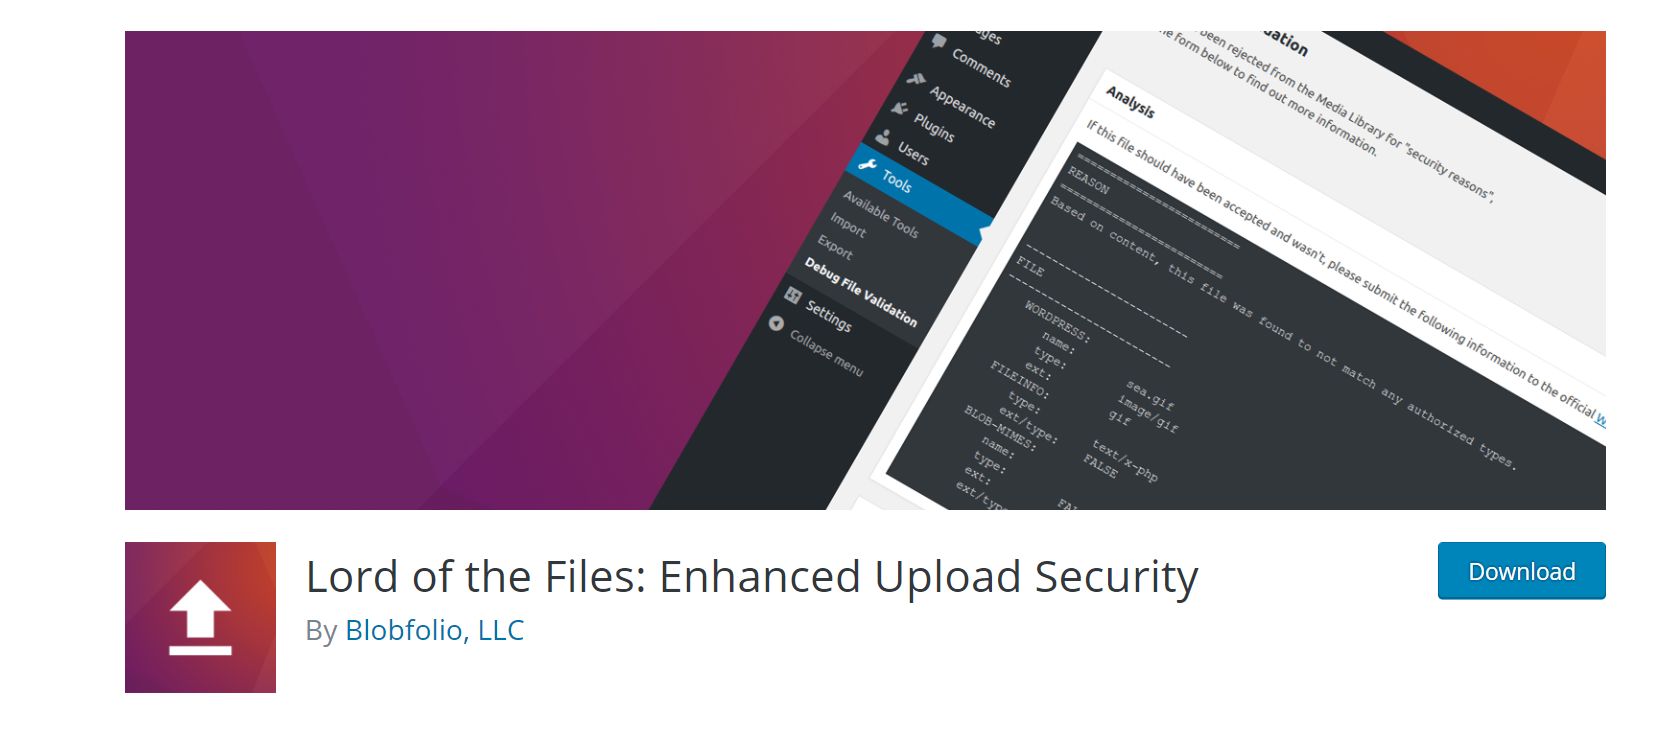 ges
Comments
Appearance
Plugins
Users
Tools
Available Tools
Import
Export
Debug File Validation
Settings
Collapse menu
been rejected from the Media Library for "security reasons",
form below to find out more information.
Analysis
If this file should have been accepted and wasn't, please submit the following information to the official
======================
REASON
======================
Based on content, this file was found to not match any authorized types.
----------------------
FILE
----------------------
WORDPRESS:
name: sea.gif
type: image/gif
ext: gif
FILEINFO:
type: text/x-php
ext/type: FALSE
BLOB-MIMES:
name:
type:
ext:
ext/type
Lord of the Files: Enhanced Upload Security
By Blobfolio, LLC
Download